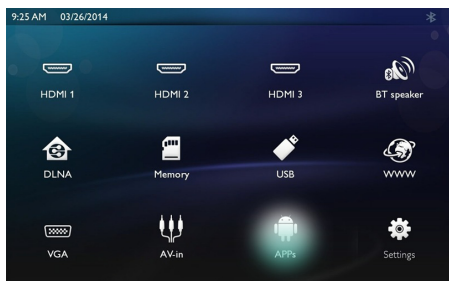 9:25 AM 03/26/2014
HDMI 1 HDMI 2 HDMI 3 BT speaker
DLNA Memory USB WWW
VGA AV-in APPs Settings